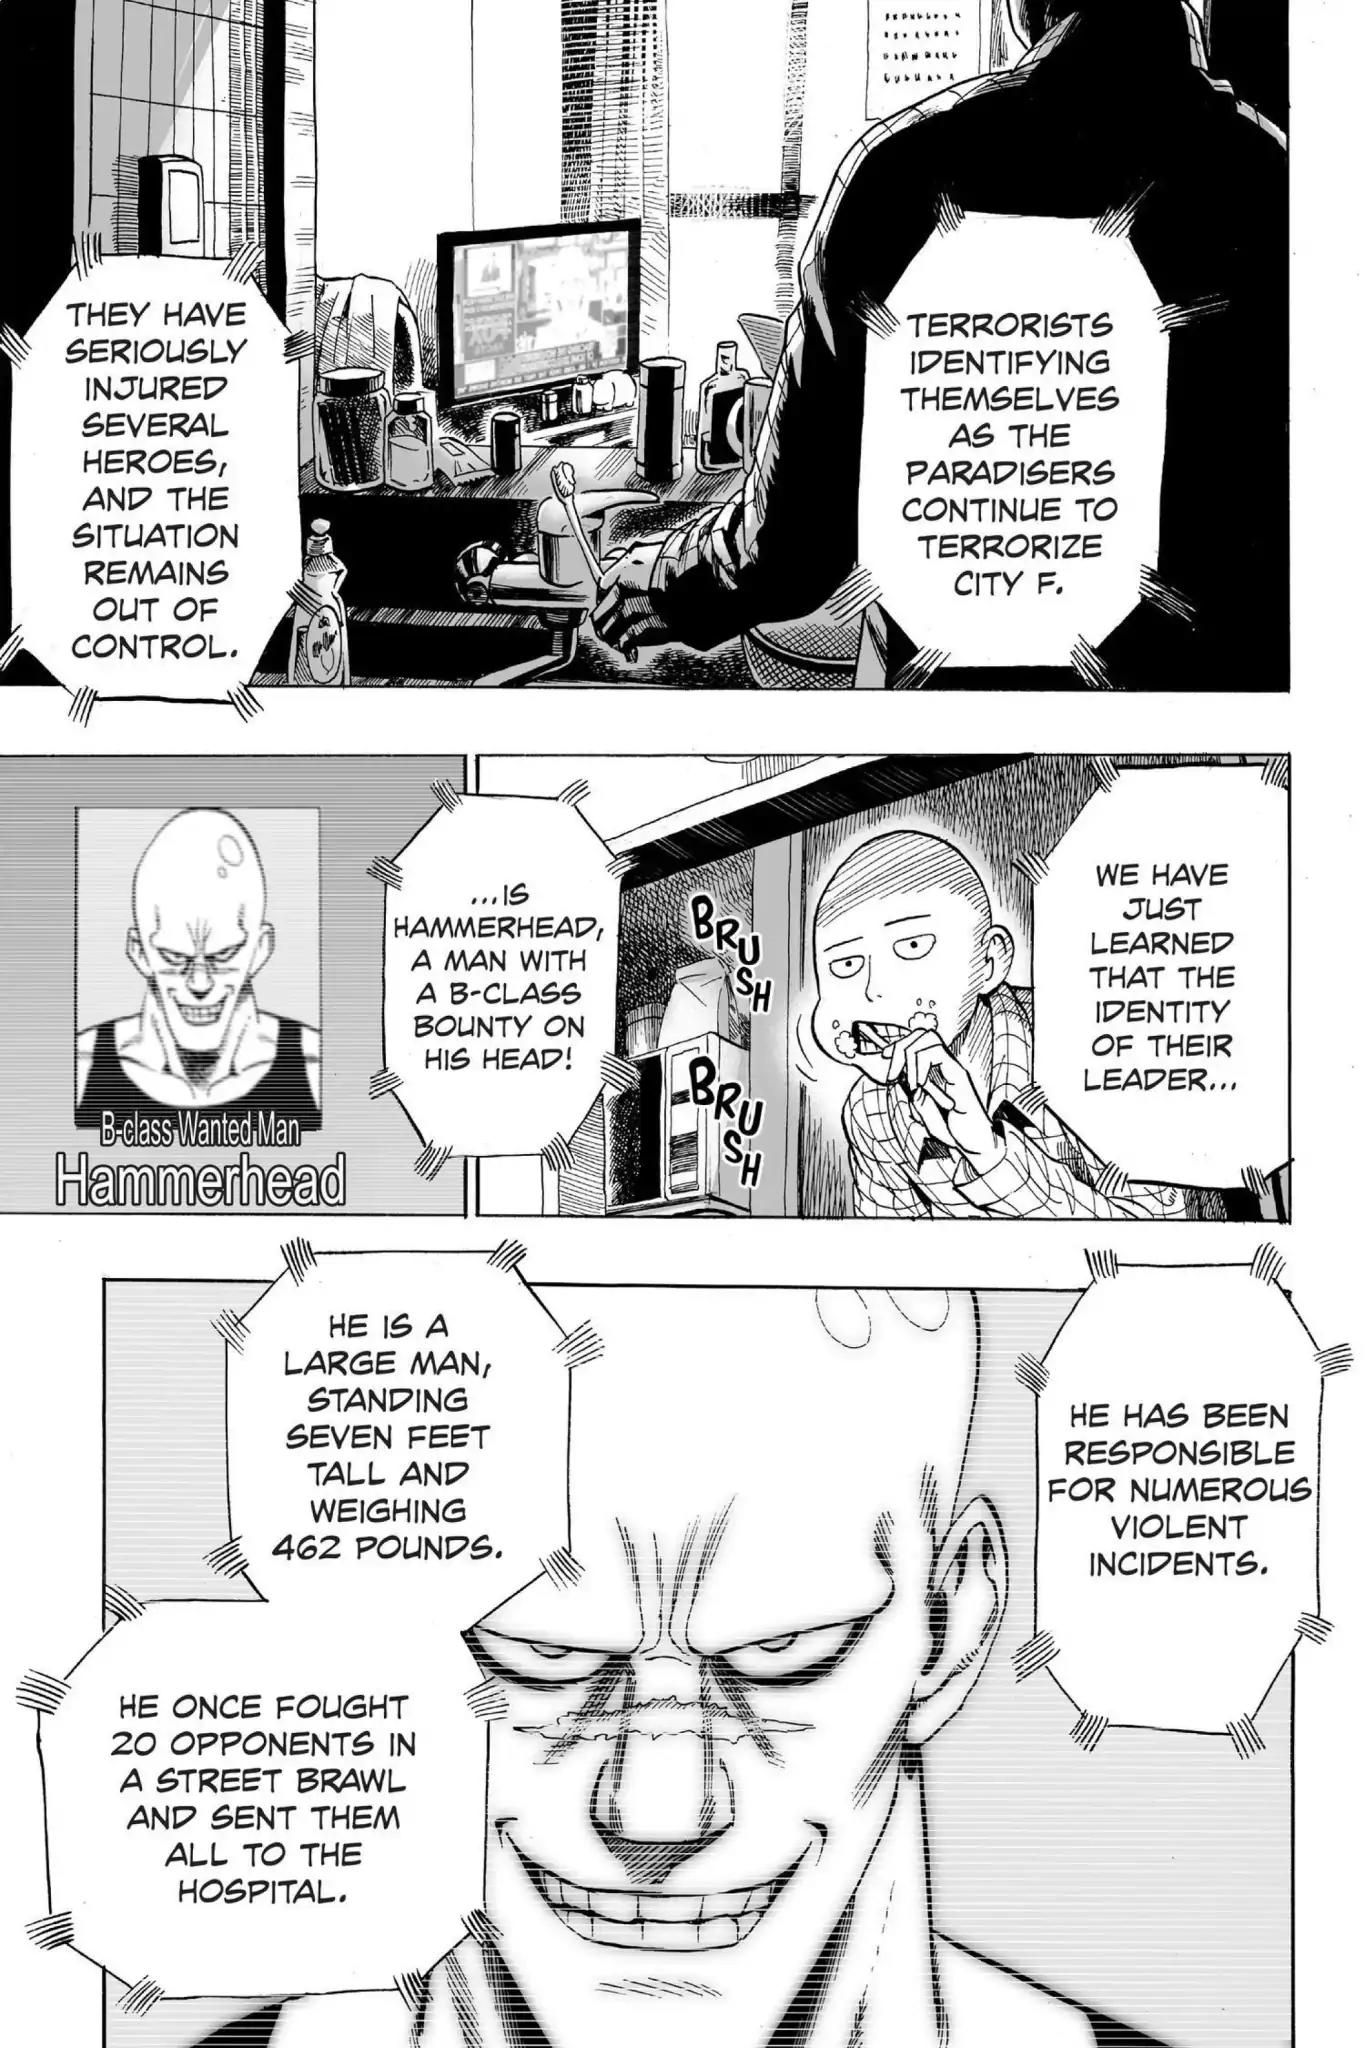 TERRORISTS
IDENTIFYING
THEMSELVES
AS THE
PARADISERS
CONTINUE TO
TERRORIZE
CITY F.
THEY HAVE
SERIOUSLY
INJURED
SEVERAL
HEROES,
AND THE
SITUATION
REMAINS
OUT OF
CONTROL.
WE HAVE
JUST
LEARNED
THAT THE
IDENTITY
OF THEIR
LEADER...
BRUSH
BRUSH
...IS
HAMMERHEAD,
A MAN WITH
A B-CLASS
BOUNTY ON
HIS HEAD!
B-class Wanted Man
Hammerhead
HE HAS BEEN
RESPONSIBLE
FOR NUMEROUS
VIOLENT
INCIDENTS.
HE IS A
LARGE MAN,
STANDING
SEVEN FEET
TALL AND
WEIGHING
462 POUNDS.
HE ONCE FOUGHT
20 OPPONENTS IN
A STREET BRAWL
AND SENT THEM
ALL TO THE
HOSPITAL.